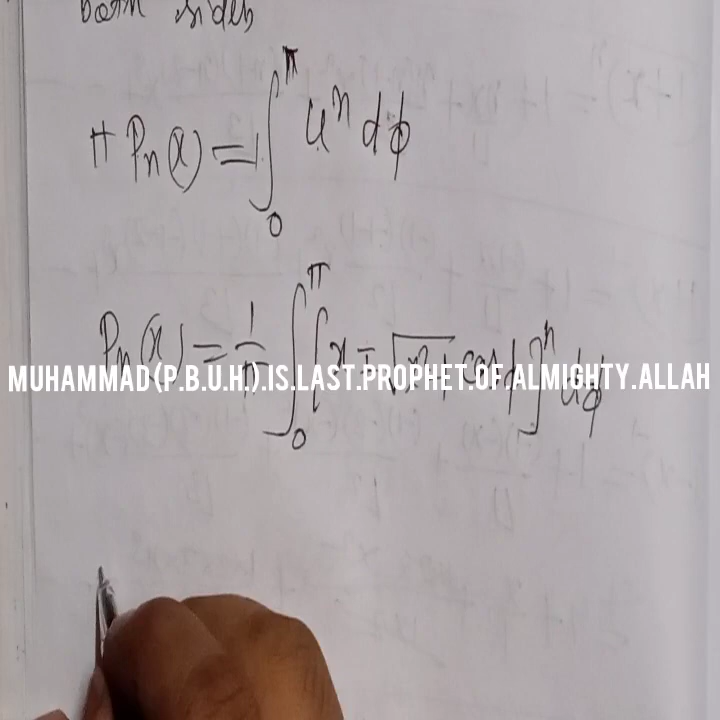 both sides
π Pₙ(x) = ∫₀^π uⁿ dϕ
Pₙ(x) = 1/π ∫₀^π [x ∓ √x²-1 cos ϕ]ⁿ dϕ
MUHAMMAD(P.B.U.H.).IS.LAST.PROPHET.OF.ALMIGHTY.ALLAH